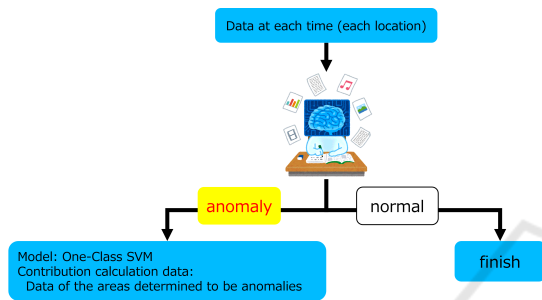 Data at each time (each location)
anomaly
normal
Model: One-Class SVM
Contribution calculation data:
Data of the areas determined to be anomalies
finish